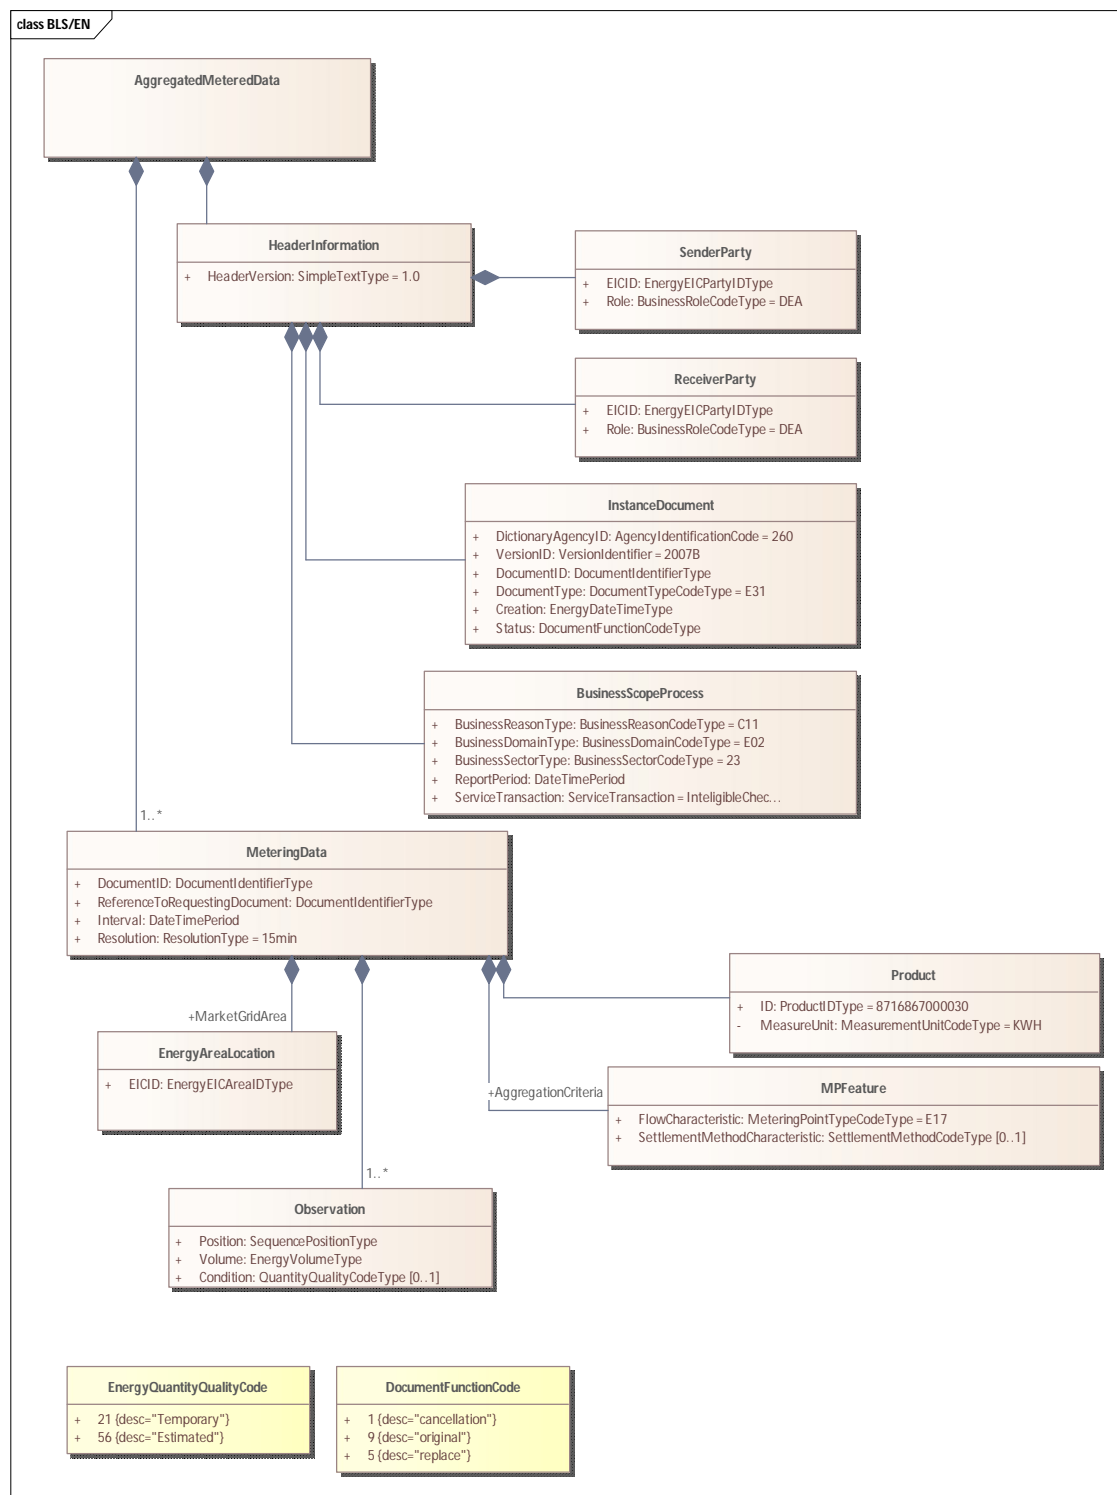 class BLS/EN
AggregatedMeteredData
HeaderInformation
+ HeaderVersion: SimpleTextType = 1.0
SenderParty
+ EICID: EnergyEICPartyIDType
+ Role: BusinessRoleCodeType = DEA
ReceiverParty
+ EICID: EnergyEICPartyIDType
+ Role: BusinessRoleCodeType = DEA
InstanceDocument
+ DictionaryAgencyID: AgencyIdentificationCode = 260
+ VersionID: VersionIdentifier = 2007B
+ DocumentID: DocumentIdentifierType
+ DocumentType: DocumentTypeCodeType = E31
+ Creation: EnergyDateTimeType
+ Status: DocumentFunctionCodeType
BusinessScopeProcess
+ BusinessReasonType: BusinessReasonCodeType = C11
+ BusinessDomainType: BusinessDomainCodeType = E02
+ BusinessSectorType: BusinessSectorCodeType = 23
+ ReportPeriod: DateTimePeriod
+ ServiceTransaction: ServiceTransaction = InteligibleChec...
1..*
MeteringData
+ DocumentID: DocumentIdentifierType
+ ReferenceToRequestingDocument: DocumentIdentifierType
+ Interval: DateTimePeriod
+ Resolution: ResolutionType = 15min
Product
+ ID: ProductIDType = 8716867000030
- MeasureUnit: MeasurementUnitCodeType = KWH
+MarketGridArea
EnergyAreaLocation
+ EICID: EnergyEICAreaIDType
+AggregationCriteria
MPFeature
+ FlowCharacteristic: MeteringPointTypeCodeType = E17
+ SettlementMethodCharacteristic: SettlementMethodCodeType [0..1]
1..*
Observation
+ Position: SequencePositionType
+ Volume: EnergyVolumeType
+ Condition: QuantityQualityCodeType [0..1]
EnergyQuantityQualityCode
+ 21 {desc="Temporary"}
+ 56 {desc="Estimated"}
DocumentFunctionCode
+ 1 {desc="cancellation"}
+ 9 {desc="original"}
+ 5 {desc="replace"}